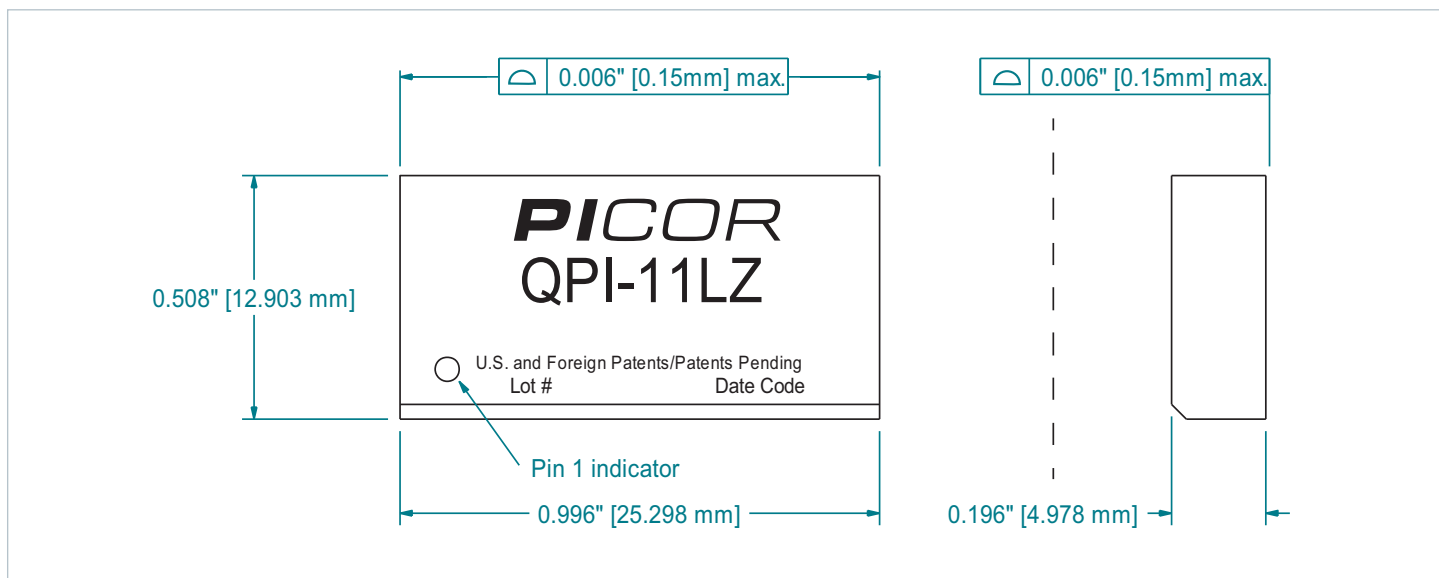 0.006" [0.15mm] max.
0.006" [0.15mm] max.
PICOR
QPI-11LZ
0.508" [12.903 mm]
U.S. and Foreign Patents/Patents Pending
Lot # Date Code
Pin 1 indicator
0.996" [25.298 mm]
0.196" [4.978 mm]